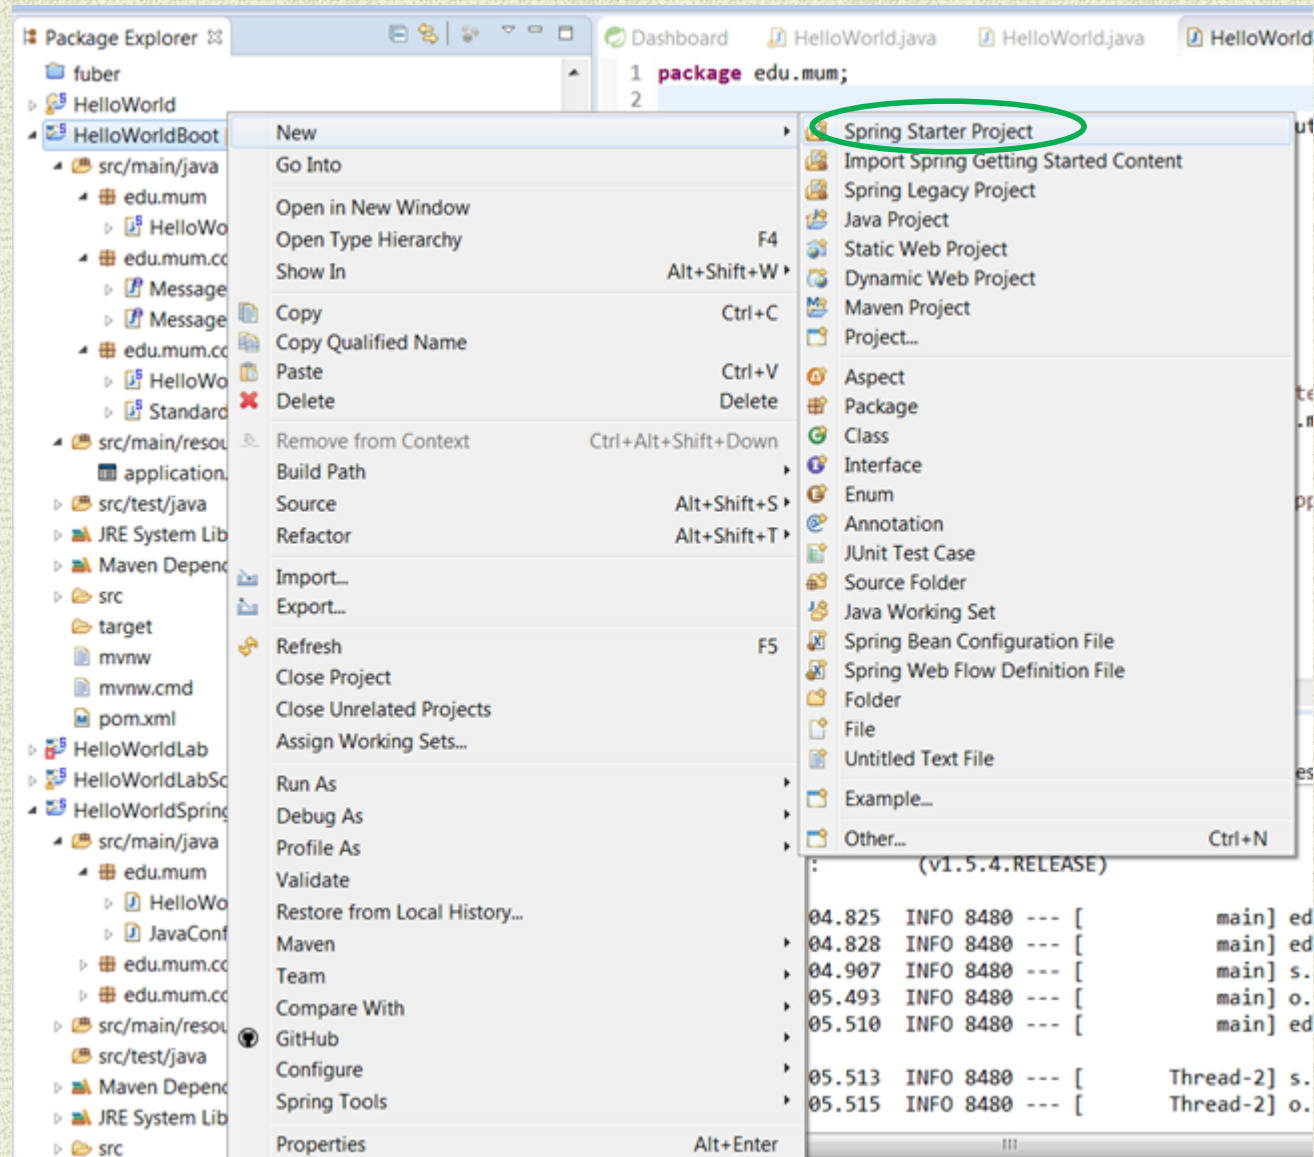 Package Explorer
fuber
HelloWorld
HelloWorldBoot
src/main/java
edu.mum
HelloWo
edu.mum.co
Message
Message
edu.mum.co
HelloWo
Standard
src/main/resou
application.
src/test/java
JRE System Lib
Maven Depend
src
target
mvnw
mvnw.cmd
pom.xml
HelloWorldLab
HelloWorldLabSo
HelloWorldSpring
src/main/java
edu.mum
HelloWo
JavaConf
edu.mum.co
edu.mum.co
src/main/resou
src/test/java
Maven Depend
JRE System Lib
src
New
Go Into
Open in New Window
Open Type Hierarchy F4
Show In Alt+Shift+W
Copy Ctrl+C
Copy Qualified Name
Paste Ctrl+V
Delete Delete
Remove from Context Ctrl+Alt+Shift+Down
Build Path
Source Alt+Shift+S
Refactor Alt+Shift+T
Import...
Export...
Refresh F5
Close Project
Close Unrelated Projects
Assign Working Sets...
Run As
Debug As
Profile As
Validate
Restore from Local History...
Maven
Team
Compare With
GitHub
Configure
Spring Tools
Properties Alt+Enter
Dashboard HelloWorld.java HelloWorld.java HelloWorld
1 package edu.mum;
2
Spring Starter Project
Import Spring Getting Started Content
Spring Legacy Project
Java Project
Static Web Project
Dynamic Web Project
Maven Project
Project...
Aspect
Package
Class
Interface
Enum
Annotation
JUnit Test Case
Source Folder
Java Working Set
Spring Bean Configuration File
Spring Web Flow Definition File
Folder
File
Untitled Text File
Example...
Other... Ctrl+N
: (v1.5.4.RELEASE)
04.825 INFO 8480 --- [ main] ed
04.828 INFO 8480 --- [ main] ed
04.907 INFO 8480 --- [ main] s.
05.493 INFO 8480 --- [ main] o.
05.510 INFO 8480 --- [ main] ed
05.513 INFO 8480 --- [ Thread-2] s.
05.515 INFO 8480 --- [ Thread-2] o.